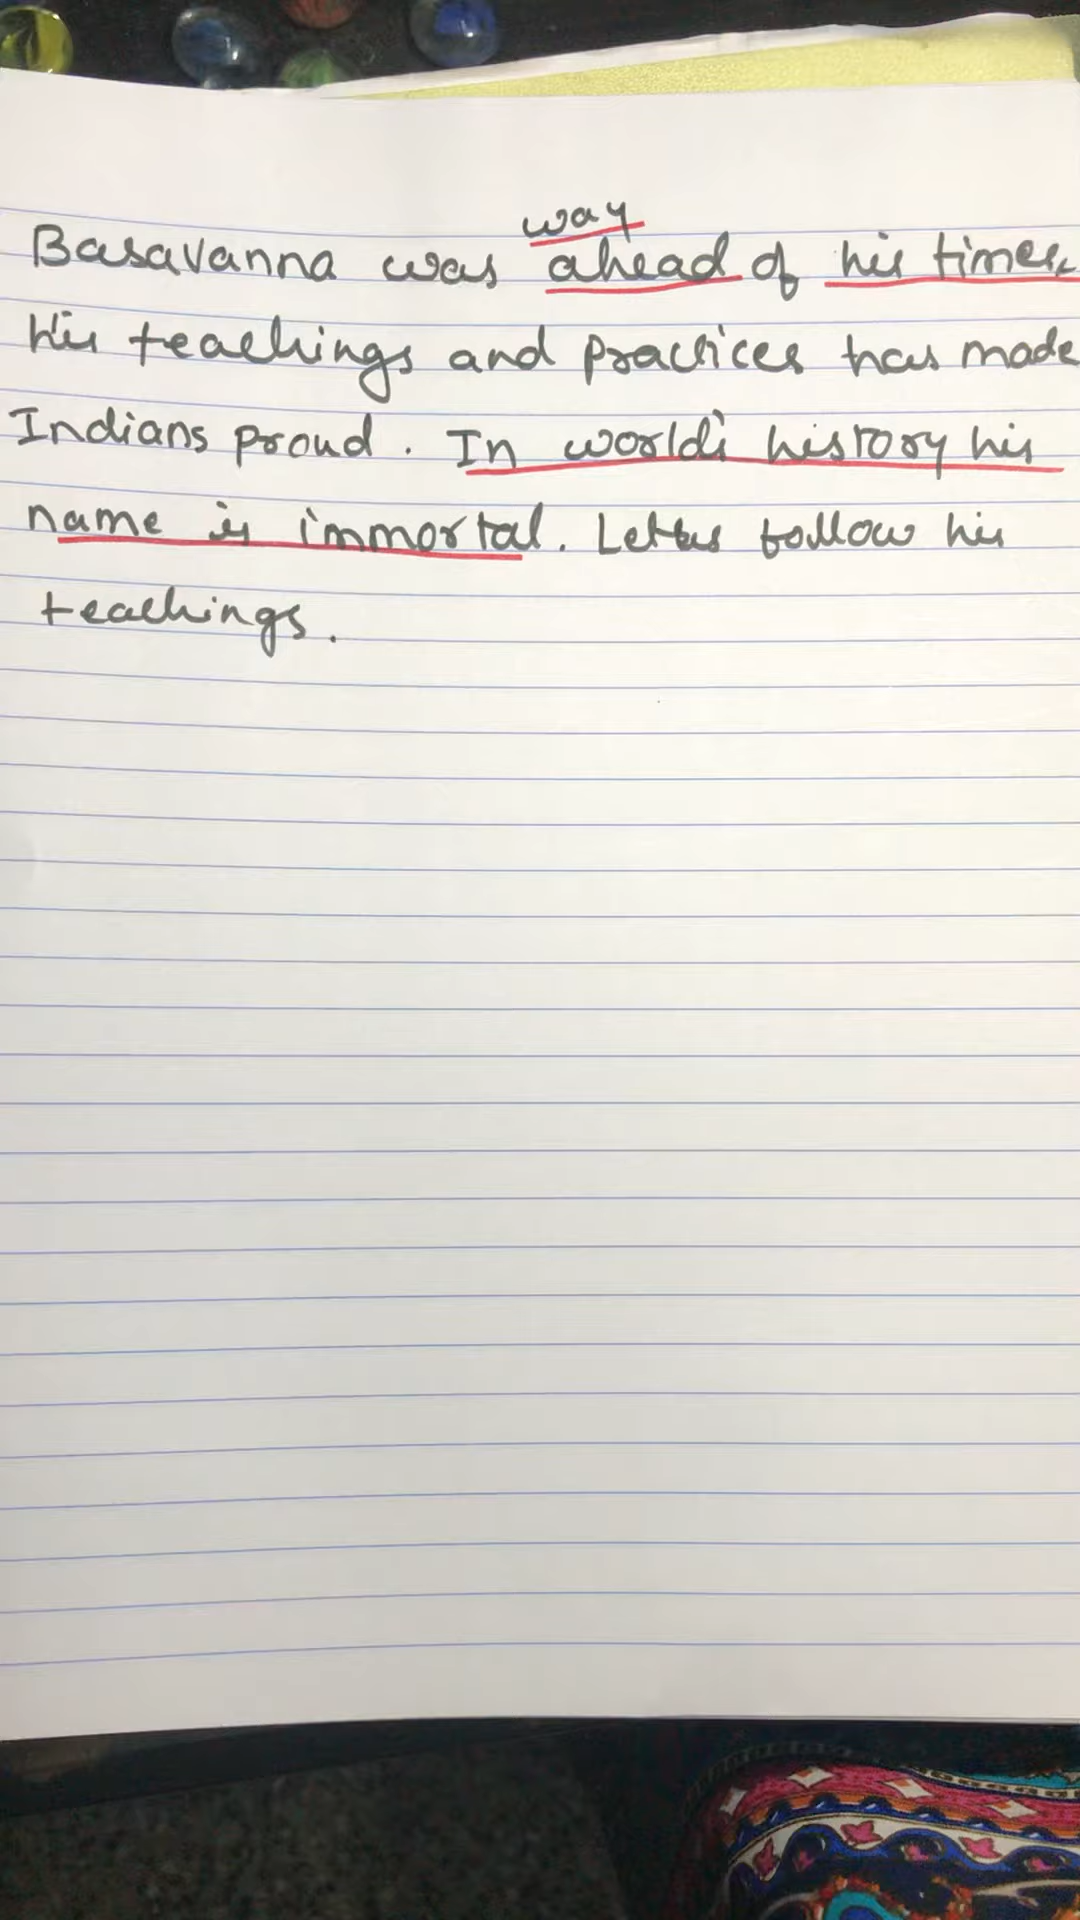 way
Basavanna was ahead of his times.
His teachings and practices has made
Indians proud. In world's history his
name is immortal. Let us follow his
teachings.